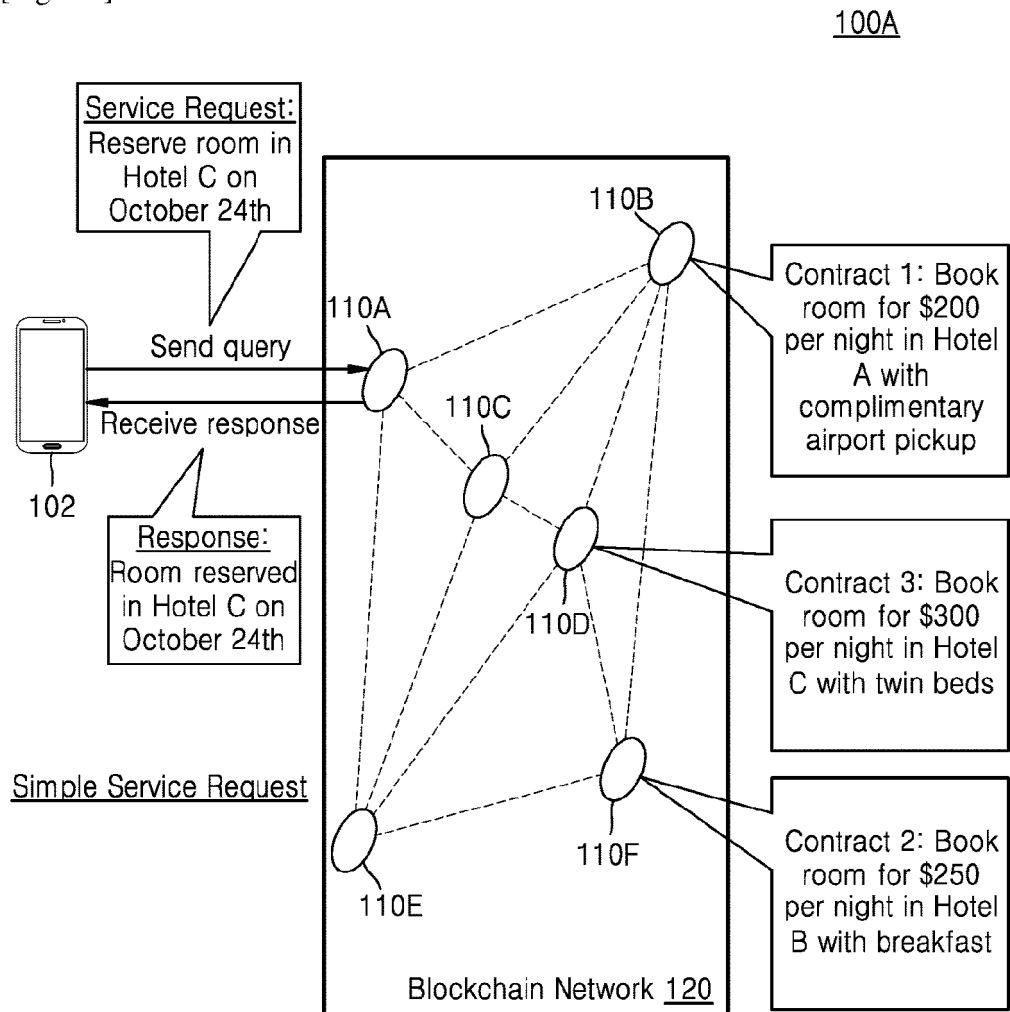 100A
Service Request:
Reserve room in
Hotel C on
October 24th
110B
110A
Send query
Receive response
110C
102
Response:
Room reserved
in Hotel C on
October 24th
110D
Contract 1: Book
room for $200
per night in Hotel
A with
complimentary
airport pickup
Contract 3: Book
room for $300
per night in Hotel
C with twin beds
Simple Service Request
110F
110E
Contract 2: Book
room for $250
per night in Hotel
B with breakfast
Blockchain Network 120